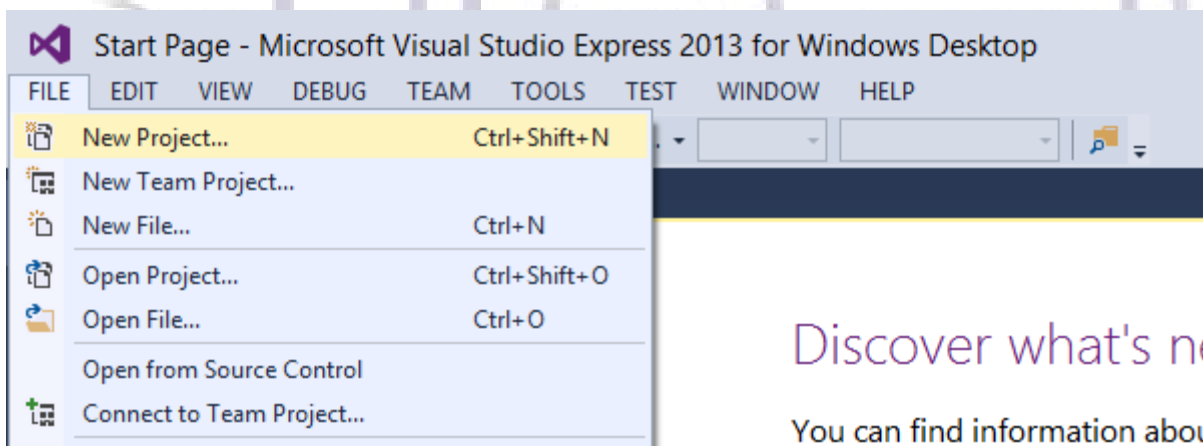 Start Page - Microsoft Visual Studio Express 2013 for Windows Desktop
FILE EDIT VIEW DEBUG TEAM TOOLS TEST WINDOW HELP
New Project... Ctrl+Shift+N
New Team Project...
New File... Ctrl+N
Open Project... Ctrl+Shift+O
Open File... Ctrl+O
Open from Source Control
Discover what's ne
Connect to Team Project...
You can find information abou